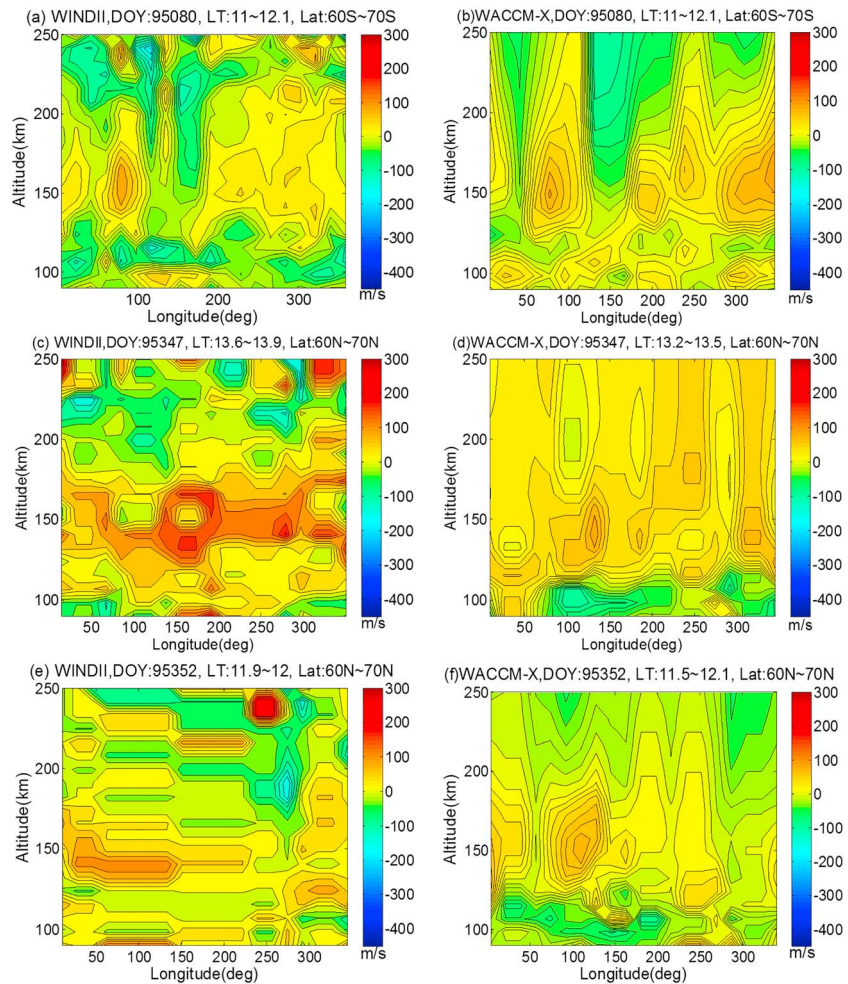 (a) WINDII, DOY:95080, LT:11~12.1, Lat:60S~70S
250
200
150
100
Altitude(km)
100 200 300
Longitude(deg)
300
200
100
0
-100
-200
-300
-400
m/s
(b)WACCM-X,DOY:95080, LT:11~12.1, Lat:60S~70S
250
200
150
100
Altitude(km)
50 100 150 200 250 300
Longitude(deg)
300
200
100
0
-100
-200
-300
-400
m/s
(c) WINDII,DOY:95347, LT:13.6~13.9, Lat:60N~70N
250
200
150
100
Altitude(km)
50 100 150 200 250 300
Longitude(deg)
300
200
100
0
-100
-200
-300
-400
m/s
(d) WACCM-X,DOY:95347, LT:13.2~13.5, Lat:60N~70N
250
200
150
100
Altitude(km)
50 100 150 200 250 300
Longitude(deg)
300
200
100
0
-100
-200
-300
-400
m/s
(e) WINDII,DOY:95352, LT:11.9~12, Lat:60N~70N
250
200
150
100
Altitude(km)
50 100 150 200 250 300
Longitude(deg)
300
200
100
0
-100
-200
-300
-400
m/s
(f)WACCM-X,DOY:95352, LT:11.5~12.1, Lat:60N~70N
250
200
150
100
Altitude(km)
50 100 150 200 250 300
Longitude(deg)
300
200
100
0
-100
-200
-300
-400
m/s